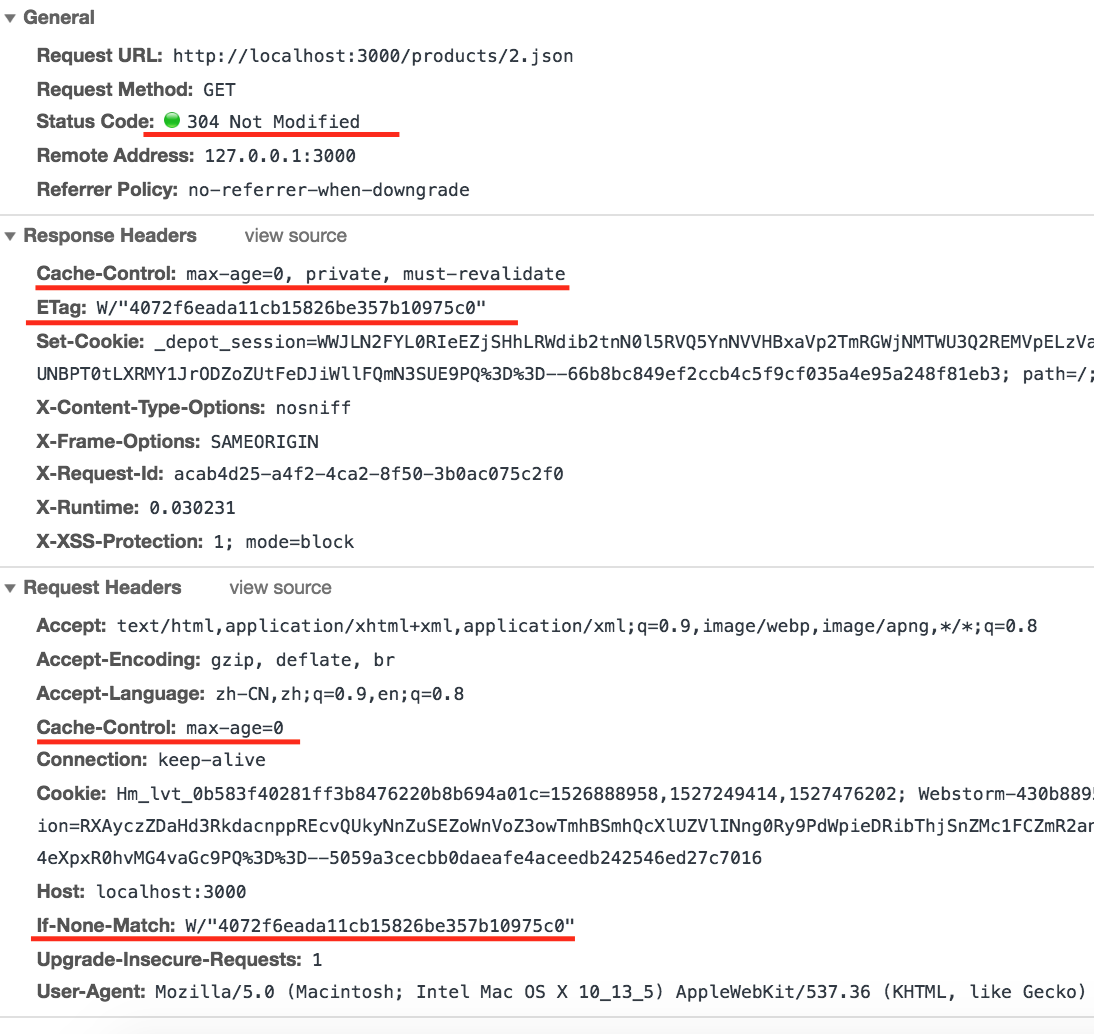 General
Request URL: http://localhost:3000/products/2.json
Request Method: GET
Status Code: 304 Not Modified
Remote Address: 127.0.0.1:3000
Referrer Policy: no-referrer-when-downgrade
Response Headers view source
Cache-Control: max-age=0, private, must-revalidate
ETag: W/"4072f6eada11cb15826be357b10975c0"
Set-Cookie: _depot_session=WWJLN2FYL0RIeEZjSHhLRWdib2tnN0l5RVQ5YnNVVHBxaVp2TmRGWjNMTWU3Q2REMVpELzVa
UNBPT0tLXRMY1JrODZoZUtFeDJiWllFQmN3SUE9PQ%3D%3D--66b8bc849ef2ccb4c5f9cf035a4e95a248f81eb3; path=/;
X-Content-Type-Options: nosniff
X-Frame-Options: SAMEORIGIN
X-Request-Id: acab4d25-a4f2-4ca2-8f50-3b0ac075c2f0
X-Runtime: 0.030231
X-XSS-Protection: 1; mode=block
Request Headers view source
Accept: text/html,application/xhtml+xml,application/xml;q=0.9,image/webp,image/apng,*/*;q=0.8
Accept-Encoding: gzip, deflate, br
Accept-Language: zh-CN,zh;q=0.9,en;q=0.8
Cache-Control: max-age=0
Connection: keep-alive
Cookie: Hm_lvt_0b583f40281ff3b8476220b8b694a01c=1526888958,1527249414,1527476202; Webstorm-430b889
ion=RXAyczZDaHd3RkdacnppREcvQUkyNnZuSEZoWnVoZ3owTmhBSmhQcXlUZVlINng0Ry9PdWpieDRibThjSnZMc1FCZmR2ar
4eXpxR0hvMG4vaGc9PQ%3D%3D--5059a3cecbb0daeafe4aceedb242546ed27c7016
Host: localhost:3000
If-None-Match: W/"4072f6eada11cb15826be357b10975c0"
Upgrade-Insecure-Requests: 1
User-Agent: Mozilla/5.0 (Macintosh; Intel Mac OS X 10_13_5) AppleWebKit/537.36 (KHTML, like Gecko)